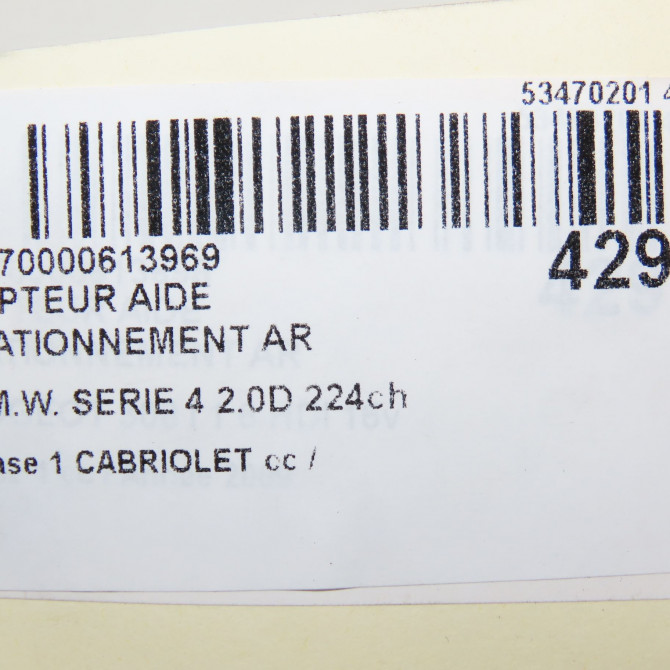 53470201 4
70000613969
429
PTEUR AIDE
ATIONNEMENT AR
M.W. SERIE 4 2.0D 224ch
ase 1 CABRIOLET cc /